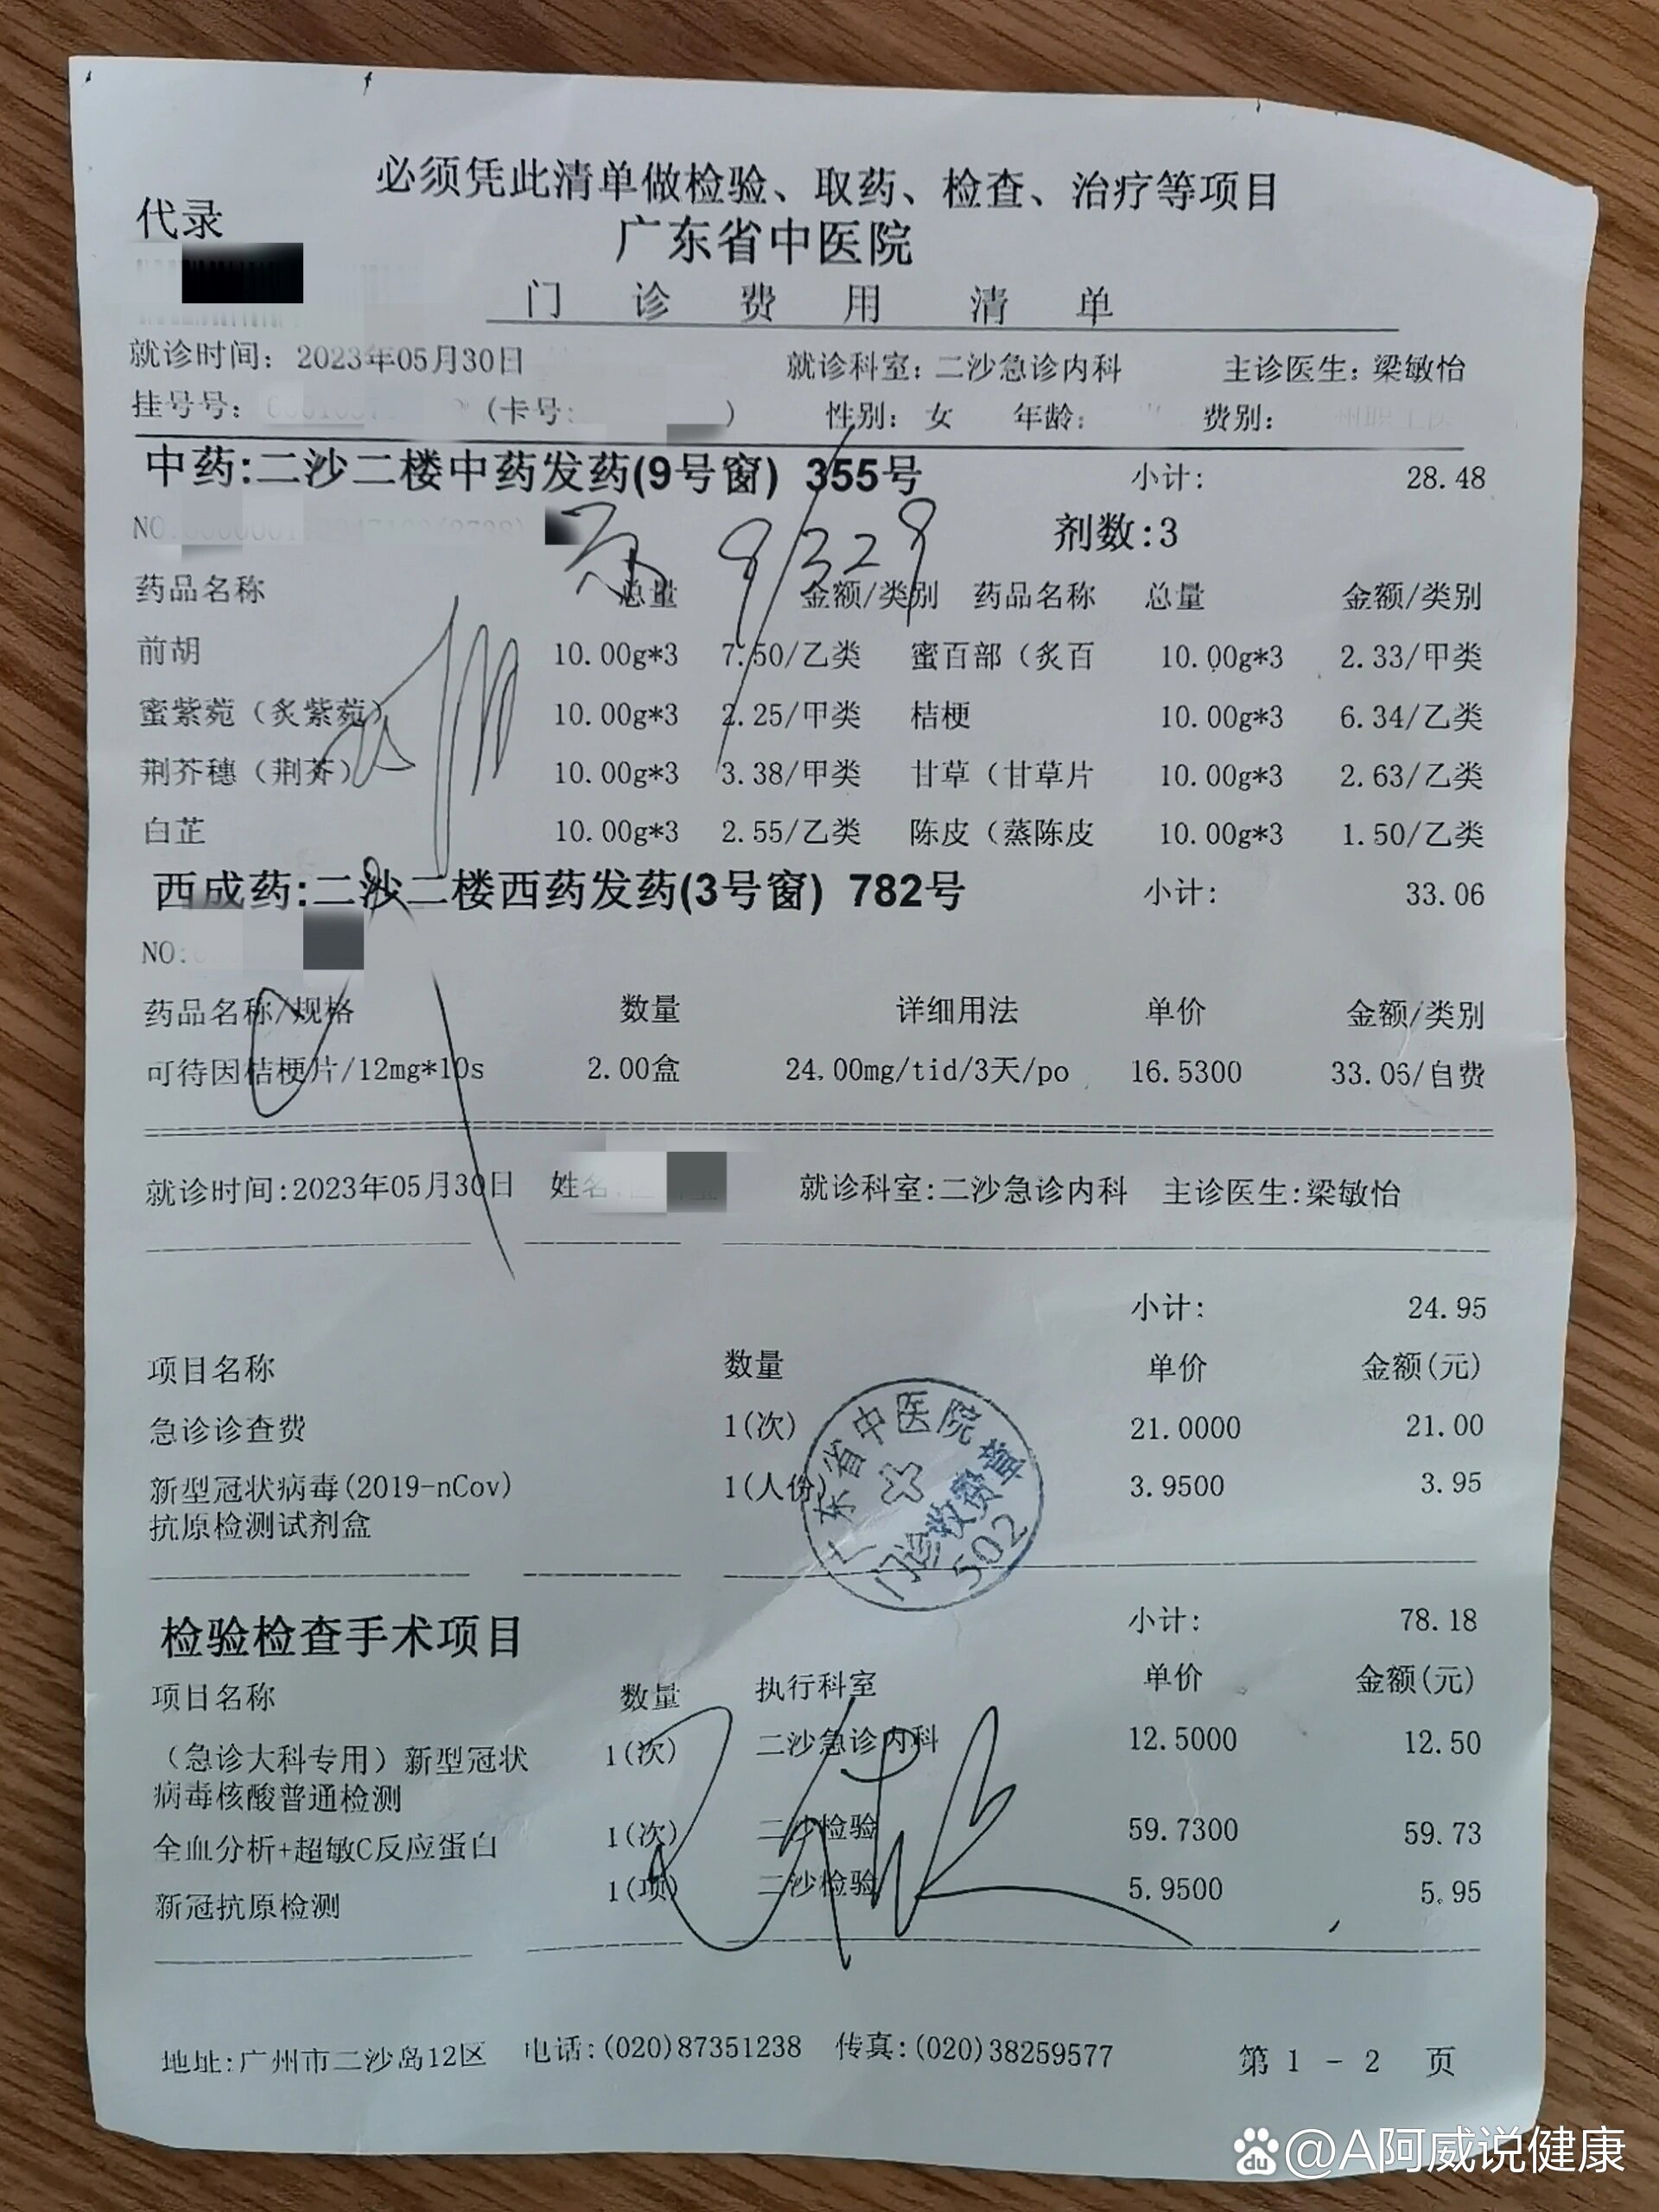 必须凭此清单做检验、取药、检查、治疗等项目
代录
广东省中医院
门诊费用清单
就诊时间: 2023年05月30日 就诊科室: 二沙急诊内科 主诊医生: 梁敏怡
挂号号: (卡号: ) 性别: 女 年龄: 费别:
中药:二沙二楼中药发药(9号窗) 355号 小计: 28.48
NO. 剂数:3
药品名称 总量 金额/类别 药品名称 总量 金额/类别
前胡 10.00g*3 7.50/乙类 蜜百部（炙百 10.00g*3 2.33/甲类
蜜紫菀（炙紫菀） 10.00g*3 2.25/甲类 桔梗 10.00g*3 6.34/乙类
荆芥穗（荆芥） 10.00g*3 3.38/甲类 甘草（甘草片 10.00g*3 2.63/乙类
白芷 10.00g*3 2.55/乙类 陈皮（蒸陈皮 10.00g*3 1.50/乙类
西成药:二沙二楼西药发药(3号窗) 782号 小计: 33.06
NO:
药品名称/规格 数量 详细用法 单价 金额/类别
可待因桔梗片/12mg*10s 2.00盒 24.00mg/tid/3天/po 16.5300 33.06/自费
就诊时间:2023年05月30日 姓名: 就诊科室:二沙急诊内科 主诊医生:梁敏怡
小计: 24.95
项目名称 数量 单价 金额(元)
急诊诊查费 1(次) 21.0000 21.00
新型冠状病毒(2019-nCov) 1(人份) 3.9500 3.95
抗原检测试剂盒
广东省中医院
门诊收费章
502
检验检查手术项目 小计: 78.18
项目名称 数量 执行科室 单价 金额(元)
（急诊大科专用）新型冠状 1(次) 二沙急诊内科 12.5000 12.50
病毒核酸普通检测
全血分析+超敏C反应蛋白 1(次) 二沙检验 59.7300 59.73
新冠抗原检测 1(项) 二沙检验 5.9500 5.95
地址:广州市二沙岛12区 电话:(020)87351238 传真:(020)38259577 第 1 - 2 页
du @A阿威说健康